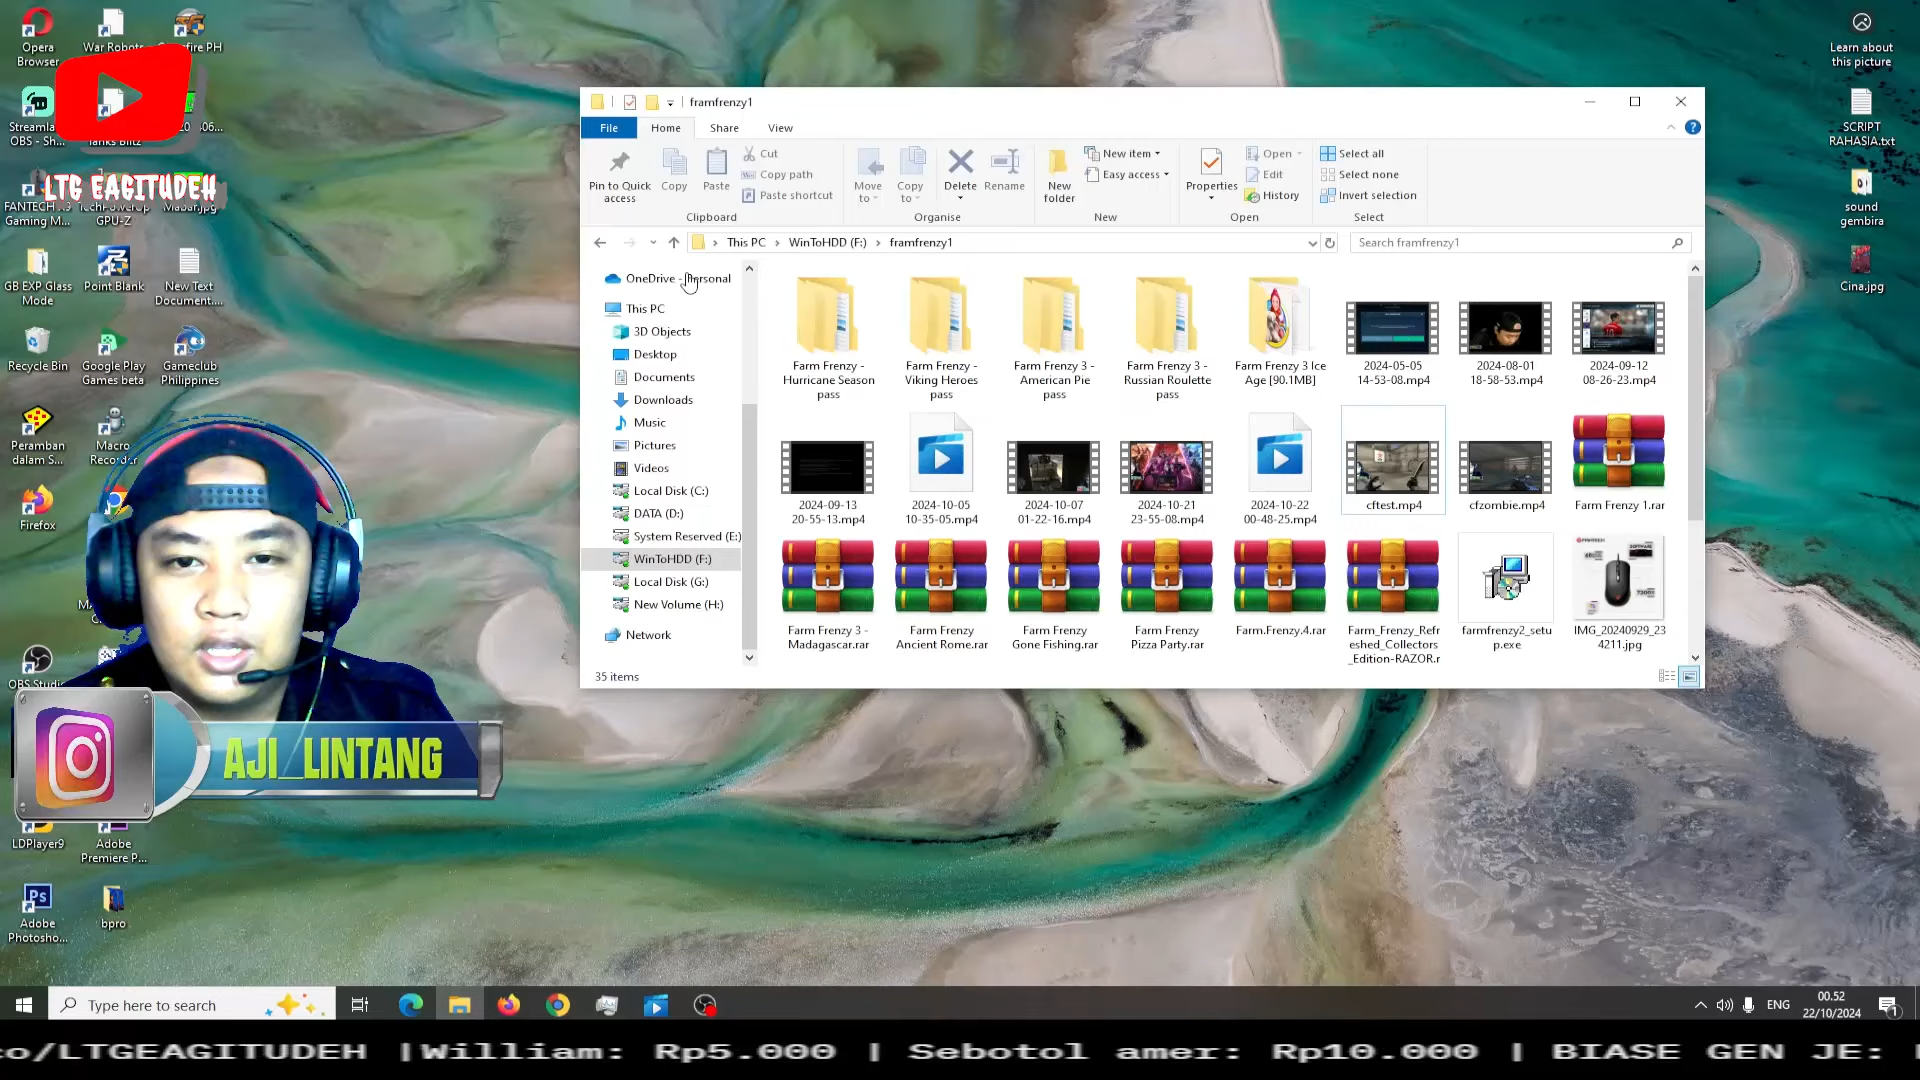 Opera
Browser
War Robots
Streamla...
OBS - Sh...
LTG EAGITUDEH
FANTECH
Gaming M...
GPU-Z
GB EXP Glass
Mode
Point Blank
New Text
Document....
Recycle Bin
Google Play
Games beta
Gameclub
Philippines
Peramban
dalam S...
Macro
Firefox
AJI_LINTANG
LDPlayer9
Adobe
Premiere P...
Adobe
Photosho...
bpro
Learn about
this picture
SCRIPT
RAHASIA.txt
sound
gembira
Cina.jpg
framfrenzy1
File
Home
Share
View
Pin to Quick
access
Copy
Paste
Cut
Copy path
Paste shortcut
Clipboard
Move
to
Copy
to
Delete
Rename
Organise
New
folder
New item
Easy access
New
Properties
Open
Edit
History
Open
Select all
Select none
Invert selection
Select
This PC
WinToHDD (F:)
framfrenzy1
Search framfrenzy1
OneDrive - Personal
This PC
3D Objects
Desktop
Documents
Downloads
Music
Pictures
Videos
Local Disk (C:)
DATA (D:)
System Reserved (E:)
WinToHDD (F:)
Local Disk (G:)
New Volume (H:)
Network
Farm Frenzy -
Hurricane Season
pass
Farm Frenzy -
Viking Heroes
pass
Farm Frenzy 3 -
American Pie
pass
Farm Frenzy 3 -
Russian Roulette
pass
Farm Frenzy 3 Ice
Age [90.1MB]
2024-05-05
14-53-08.mp4
2024-08-01
18-58-53.mp4
2024-09-12
08-26-23.mp4
2024-09-13
20-55-13.mp4
2024-10-05
10-35-05.mp4
2024-10-07
01-22-16.mp4
2024-10-21
23-55-08.mp4
2024-10-22
00-48-25.mp4
cftest.mp4
cfzombie.mp4
Farm Frenzy 1.rar
Farm Frenzy 3 -
Madagascar.rar
Farm Frenzy
Ancient Rome.rar
Farm Frenzy
Gone Fishing.rar
Farm Frenzy
Pizza Party.rar
Farm.Frenzy.4.rar
Farm_Frenzy_Refr
eshed_Collectors
_Edition-RAZOR.r
farmfrenzy2_setu
p.exe
IMG_20240929_23
4211.jpg
35 items
Type here to search
ENG
00.52
22/10/2024
co/LTGEAGITUDEH |William: Rp5.000 | Sebotol amer: Rp10.000 | BIASE GEN JE: